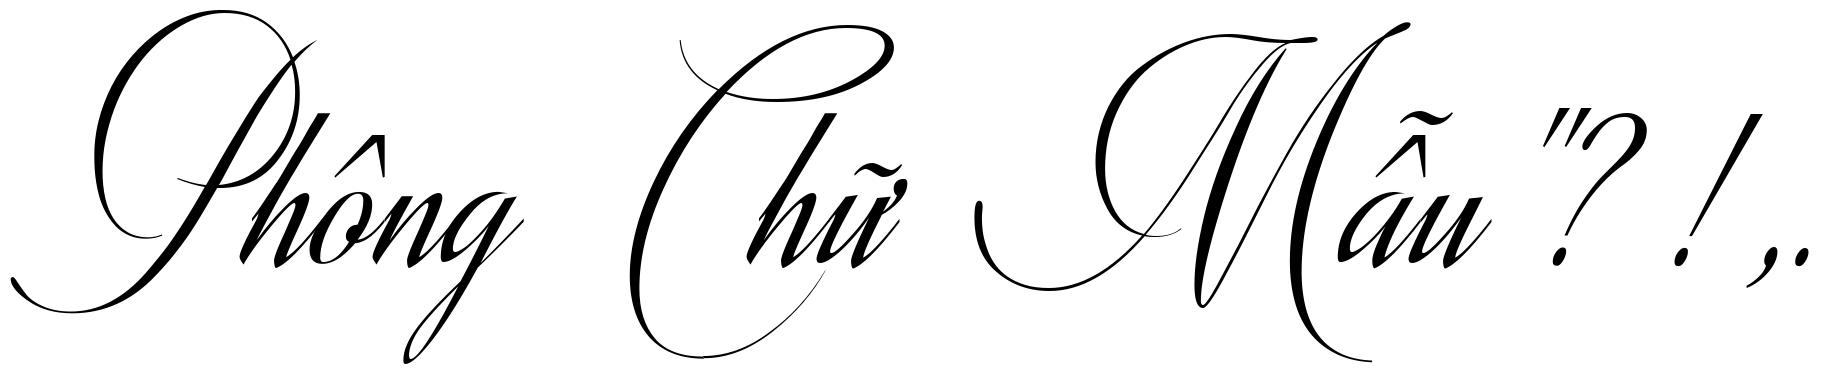 Phông Chữ Mẫu "? ! ,.